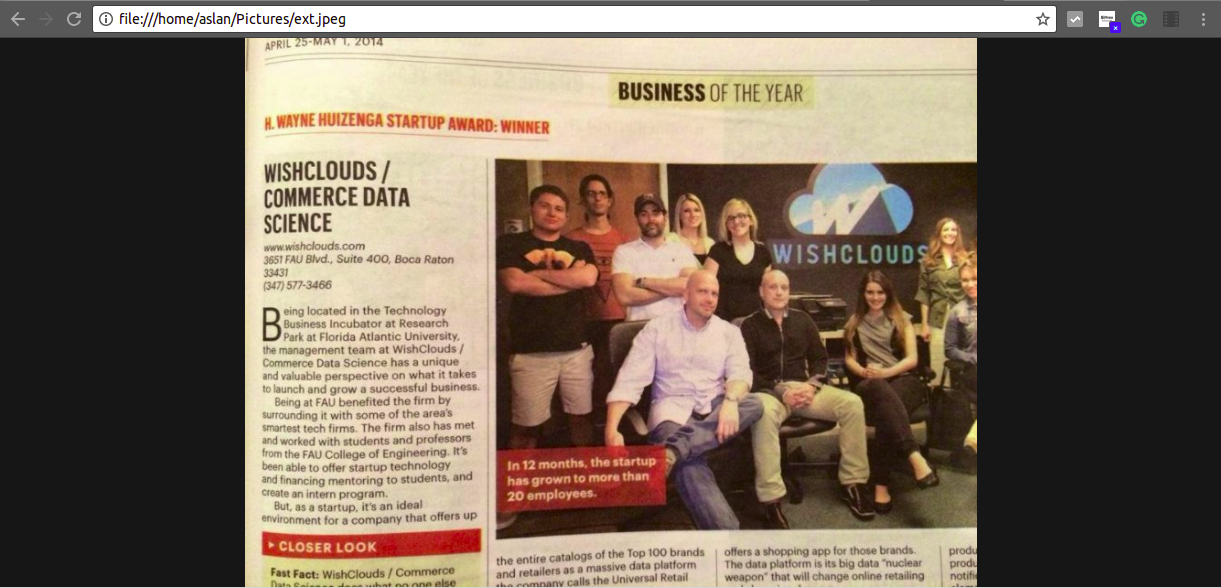 file:///home/aslan/Pictures/ext.jpeg
APRIL 25-MAY 1, 2014
BUSINESS OF THE YEAR
H. WAYNE HUIZENGA STARTUP AWARD: WINNER
WISHCLOUDS /
COMMERCE DATA
SCIENCE
www.wishclouds.com
3651 FAU Blvd., Suite 400, Boca Raton
33431
(347) 577-3466
Being located in the Technology
Business Incubator at Research
Park at Florida Atlantic University,
the management team at WishClouds /
Commerce Data Science has a unique
and valuable perspective on what it takes
to launch and grow a successful business.
Being at FAU benefited the firm by
surrounding it with some of the area's
smartest tech firms. The firm also has met
and worked with students and professors
from the FAU College of Engineering. It's
been able to offer startup technology
and financing mentoring to students, and
create an intern program.
But, as a startup, it's an ideal
environment for a company that offers up
CLOSER LOOK
Fast Fact: WishClouds / Commerce
Data Science does what no one else
WISHCLOUDS
In 12 months, the startup
has grown to more than
20 employees.
the entire catalogs of the Top 100 brands
and retailers as a massive data platform
the company calls the Universal Retail
offers a shopping app for those brands.
The data platform is its big data "nuclear
weapon" that will change online retailing
produ
The
notifi